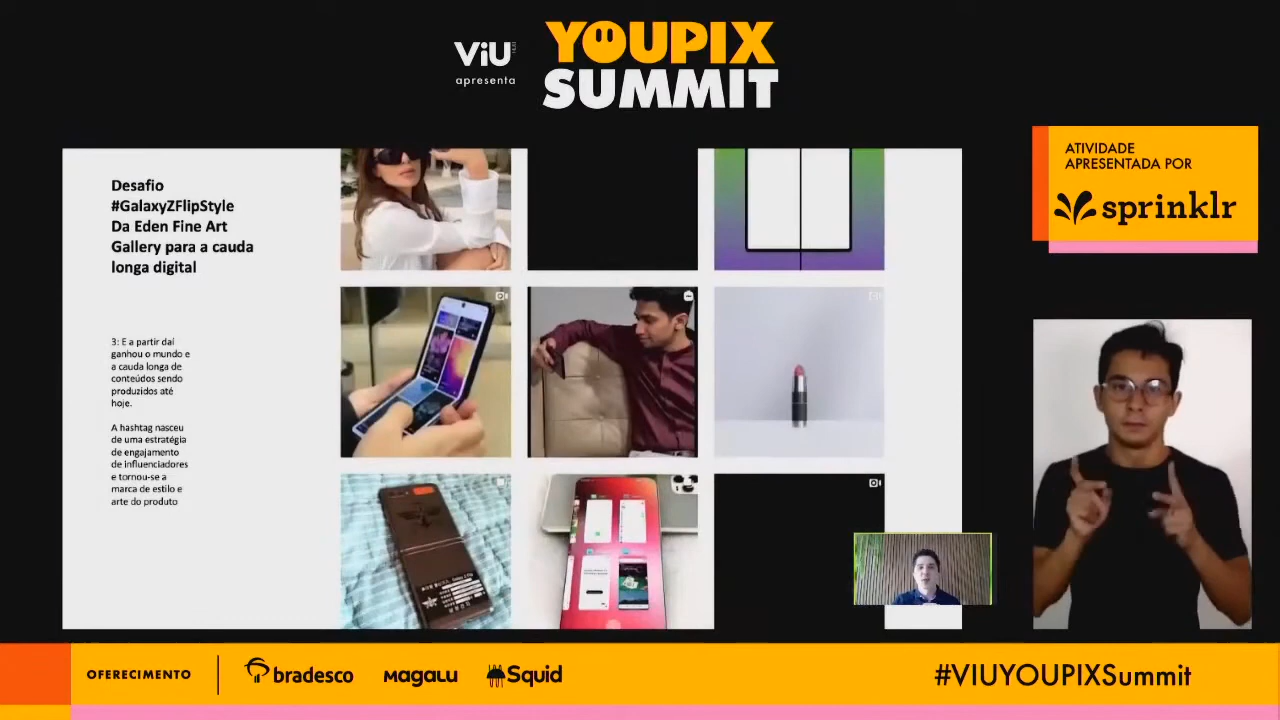 ViU
HUB
apresenta
YOUPIX
SUMMIT
ATIVIDADE
APRESENTADA POR
sprinklr
Desafio
#GalaxyZFlipStyle
Da Eden Fine Art
Gallery para a cauda
longa digital
3: E a partir daí
ganhou o mundo e
a cauda longa de
conteúdos sendo
produzidos até
hoje.
A hashtag nasceu
de uma estratégia
de engajamento
de influenciadores
e tornou-se a
marca de estilo e
arte do produto
OFERECIMENTO
bradesco
MAGALU
Squid
#VIUYOUPIXSummit